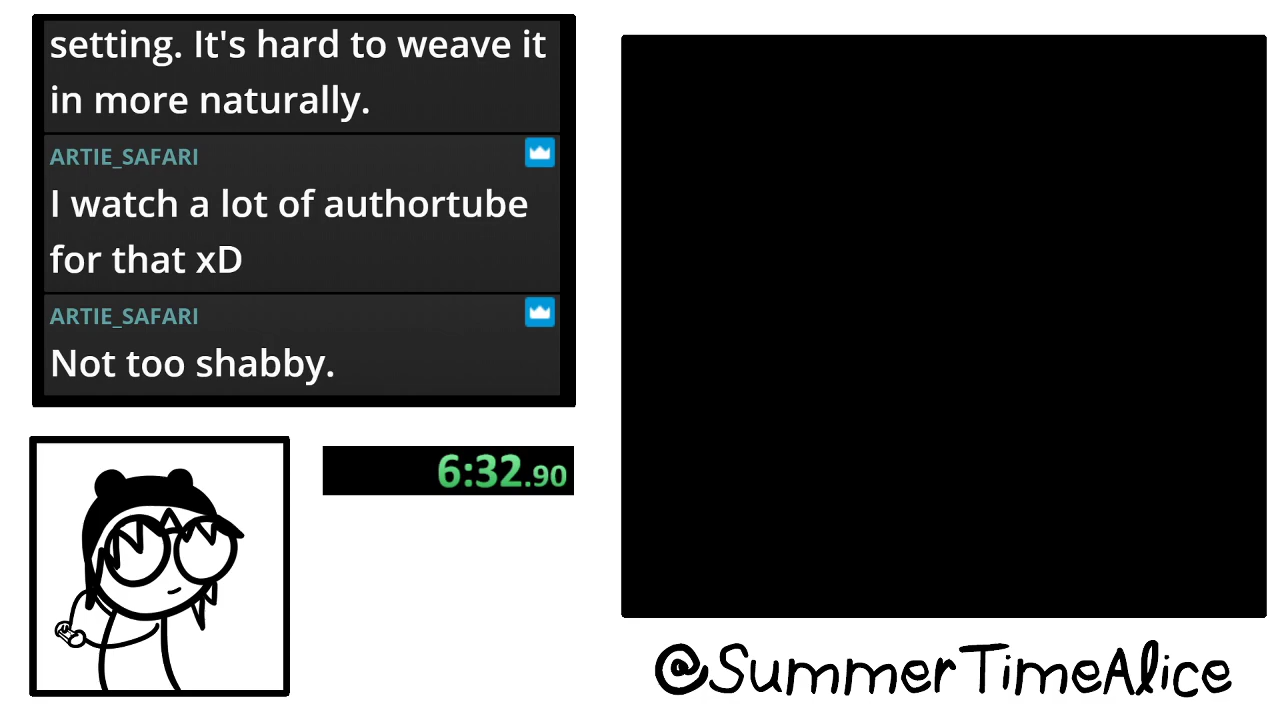 setting. It's hard to weave it
in more naturally.
ARTIE_SAFARI
I watch a lot of authortube
for that xD
ARTIE_SAFARI
Not too shabby.
6:32.90
@SummerTimeAlice